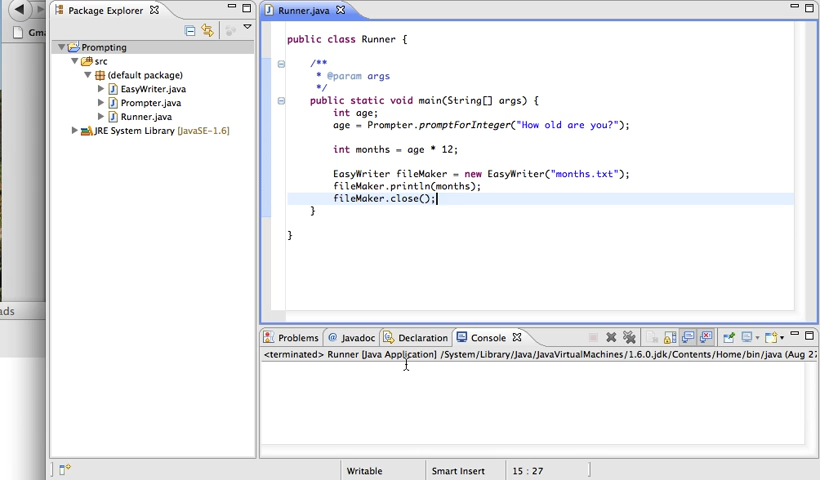 Package Explorer
Runner.java
Gm
Prompting
src
(default package)
EasyWriter.java
Prompter.java
Runner.java
JRE System Library [JavaSE-1.6]
ads
public class Runner {
/**
* @param args
*/
public static void main(String[] args) {
int age;
age = Prompter.promptForInteger("How old are you?");
int months = age * 12;
EasyWriter fileMaker = new EasyWriter("months.txt");
fileMaker.println(months);
fileMaker.close();
}
}
Problems
Javadoc
Declaration
Console
<terminated> Runner [Java Application] /System/Library/Java/JavaVirtualMachines/1.6.0.jdk/Contents/Home/bin/java (Aug 27
Writable
Smart Insert
15 : 27